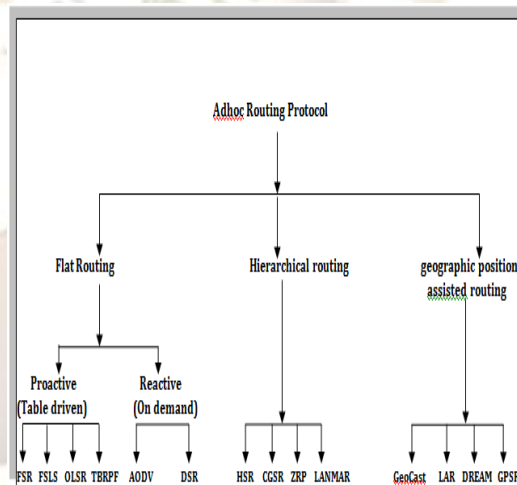 Adhoc Routing Protocol
Flat Routing
Hierarchical routing
geographic position
assisted routing
Proactive
(Table driven)
Reactive
(On demand)
FSR FSLS OLSR TBRPF AODV DSR HSR CGSR ZRP LANMAR GeoCast LAR DREAM GPSR